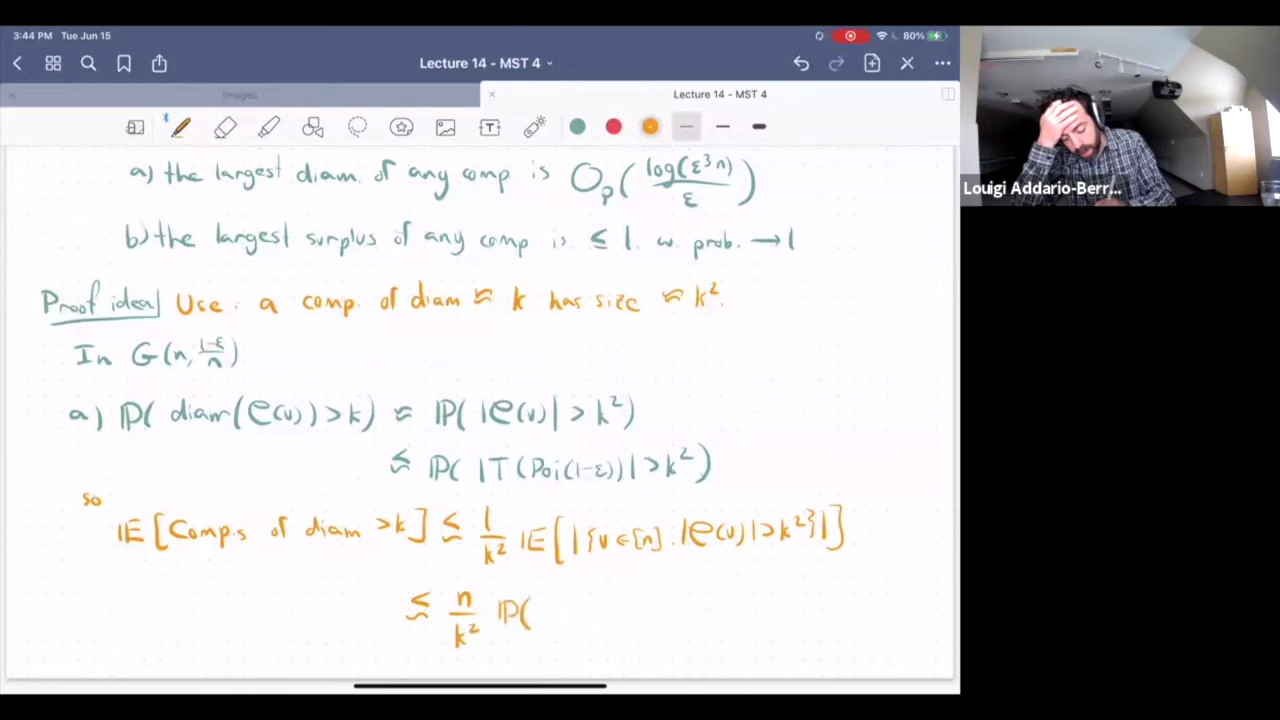 3:44 PM Tue Jun 15
80%
Lecture 14 - MST 4
Images
Lecture 14 - MST 4
a) the largest diam. of any comp is O_p( log(ε³n) / ε )
b) the largest surplus of any comp is ≤ 1. w. prob. → 1
Proof idea Use: a comp. of diam ≈ k has size ≈ k².
In G(n, 1-ε/n)
a) ℙ( diam(C(v)) > k) ≈ ℙ( |C(v)| > k²)
≲ ℙ( |T(Poi(1-ε))| > k²)
so
𝔼[Comp.s of diam > k] ≲ 1/k² 𝔼[|{v∈[n]: |C(v)| > k²}|]
≲ n/k² ℙ(
Louigi Addario-Berr...